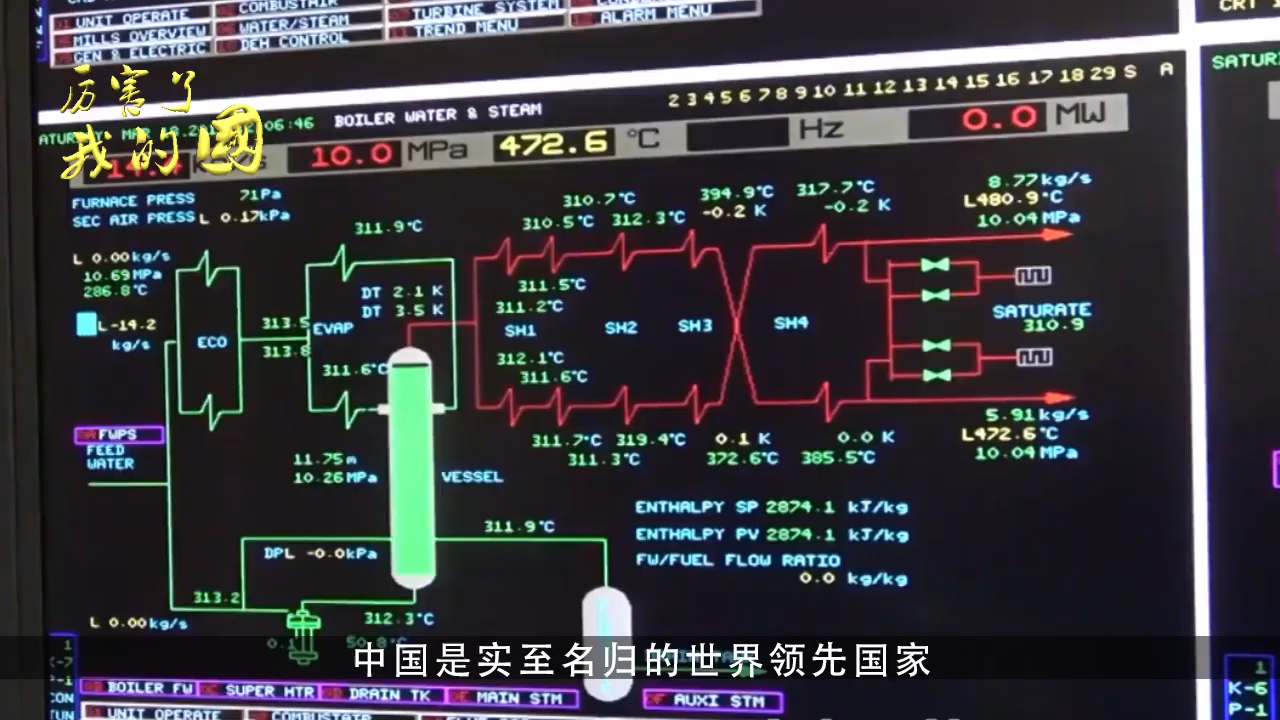 COMBUSTAIR
UNIT OPERATE
WATER/STEAM
TURBINE SYSTEM
ALARM MENU
MILLS OVERVIEW
DEH CONTROL
TREND MENU
GEN & ELECTRIC
CRT
厉害了
我的國
BOILER WATER & STEAM
2 3 4 5 6 7 8 9 10 11 12 13 14 15 16 17 18 29 S A
SATUR
06:46
10.0 MPa 472.6 °C Hz 0.0 MW
FURNACE PRESS 71Pa
SEC AIR PRESS L 0.17kPa
310.7°C 394.9°C 317.7°C 8.77kg/s
310.5°C 312.3°C -0.2 K -0.2 K L480.9°C
10.04MPa
311.9°C
L 0.00kg/s
10.69MPa
286.8°C
L-14.2
kg/s
ECO
313.5
313.8
EVAP
DT 2.1 K
DT 3.5 K
311.6°C
311.5°C
311.2°C
SH1 SH2 SH3 SH4
312.1°C
311.6°C
SATURATE
310.9
FWPS
FEED
WATER
11.75m
10.26MPa
VESSEL
311.7°C 319.4°C 0.1 K 0.0 K
311.3°C 372.6°C 385.5°C
5.91kg/s
L472.6°C
10.04MPa
ENTHALPY SP 2874.1 kJ/kg
ENTHALPY PV 2874.1 kJ/kg
FW/FUEL FLOW RATIO
0.0 kg/kg
311.9°C
DPL -0.0kPa
313.2
L 0.00kg/s
312.3°C
中国是实至名归的世界领先国家
BOILER FW SUPER HTR DRAIN TK MAIN STM AUXI STM
UNIT OPERATE
COMBUSTAIR
1
K-6
P-1